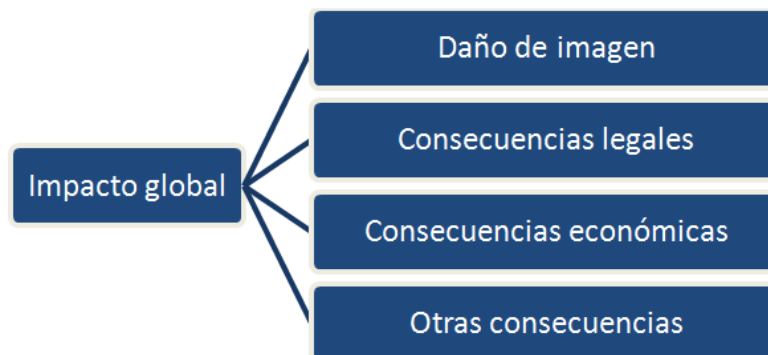 Daño de imagen
Consecuencias legales
Impacto global
Consecuencias económicas
Otras consecuencias